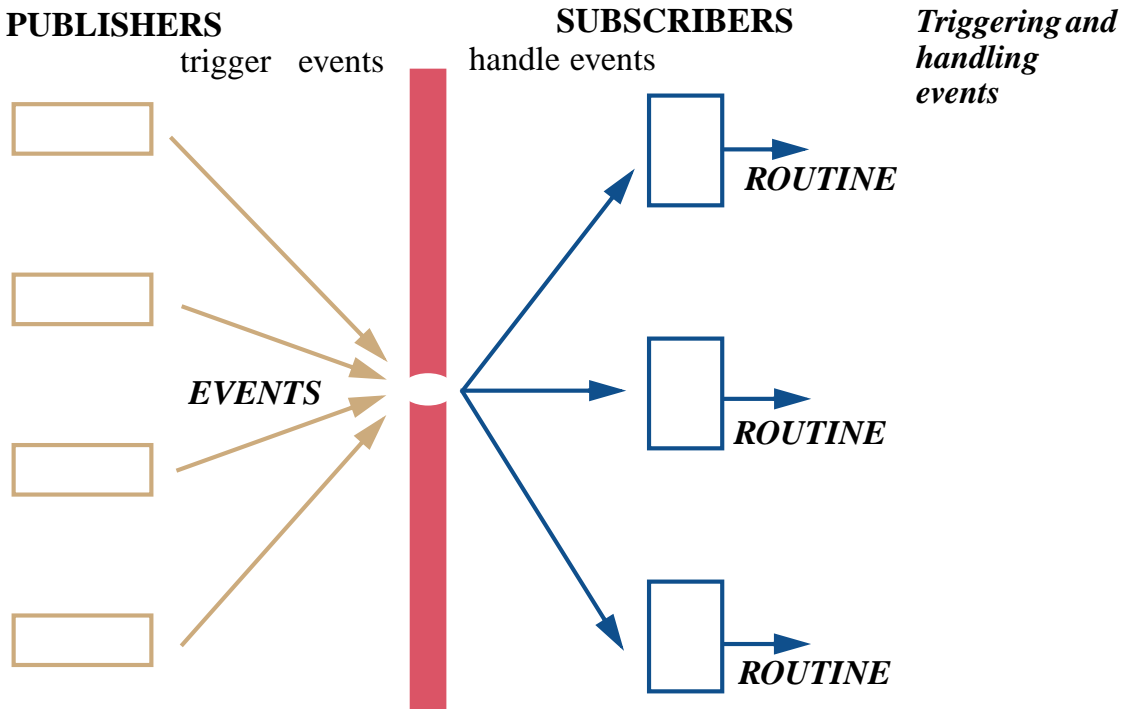 PUBLISHERS
trigger events
SUBSCRIBERS
handle events
Triggering and
handling
events
EVENTS
ROUTINE
ROUTINE
ROUTINE